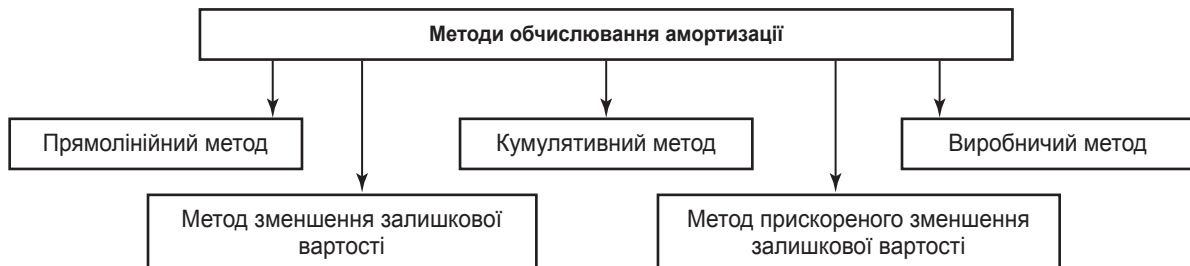 Методи обчислювання амортизації
Прямолінійний метод
Кумулятивний метод
Виробничий метод
Метод зменшення залишкової
вартості
Метод прискореного зменшення
залишкової вартості